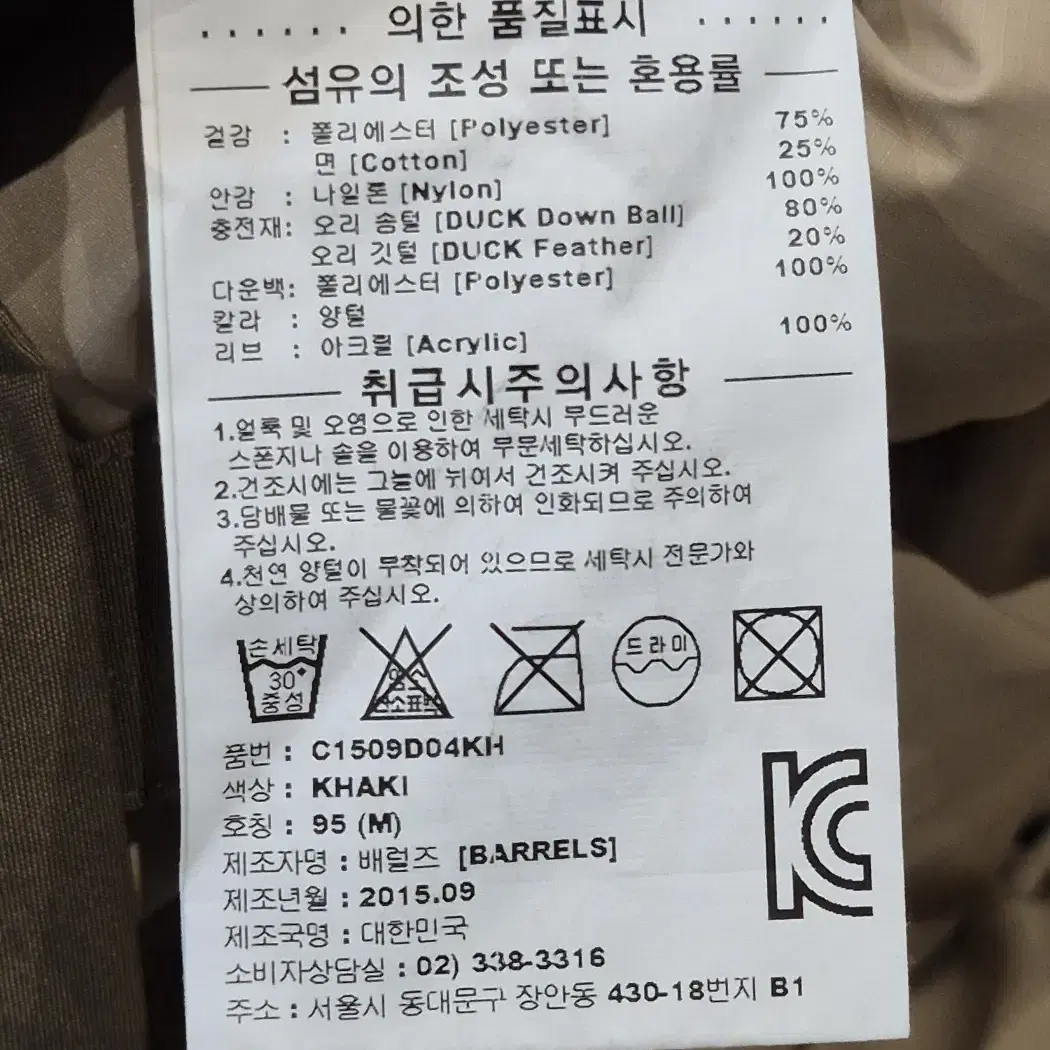 ...... 의한 품질표시 ......
섬유의 조성 또는 혼용률
겉감 : 폴리에스터 [Polyester] 75%
면 [Cotton] 25%
안감 : 나일론 [Nylon] 100%
충전재: 오리 솜털 [DUCK Down Ball] 80%
오리 깃털 [DUCK Feather] 20%
다운백: 폴리에스터 [Polyester] 100%
칼라 : 양털
리브 : 아크릴 [Acrylic] 100%
취급시주의사항
1.얼룩 및 오염으로 인한 세탁시 부드러운
스폰지나 솔을 이용하여 부문세탁하십시오.
2.건조시에는 그늘에 뉘어서 건조시켜 주십시오.
3.담배불 또는 불꽃에 의하여 인화되므로 주의하여
주십시오.
4.천연 양털이 부착되어 있으므로 세탁시 전문가와
상의하여 주십시오.
손세탁
30°
중성
염소
산소표백
드라이
품번 : C1509D04KH
색상 : KHAKI
호칭 : 95 (M)
제조자명 : 배럴즈 [BARRELS]
제조년월 : 2015.09
제조국명 : 대한민국
소비자상담실 : 02) 338-3316
주소 : 서울시 동대문구 장안동 430-18번지 B1
KC